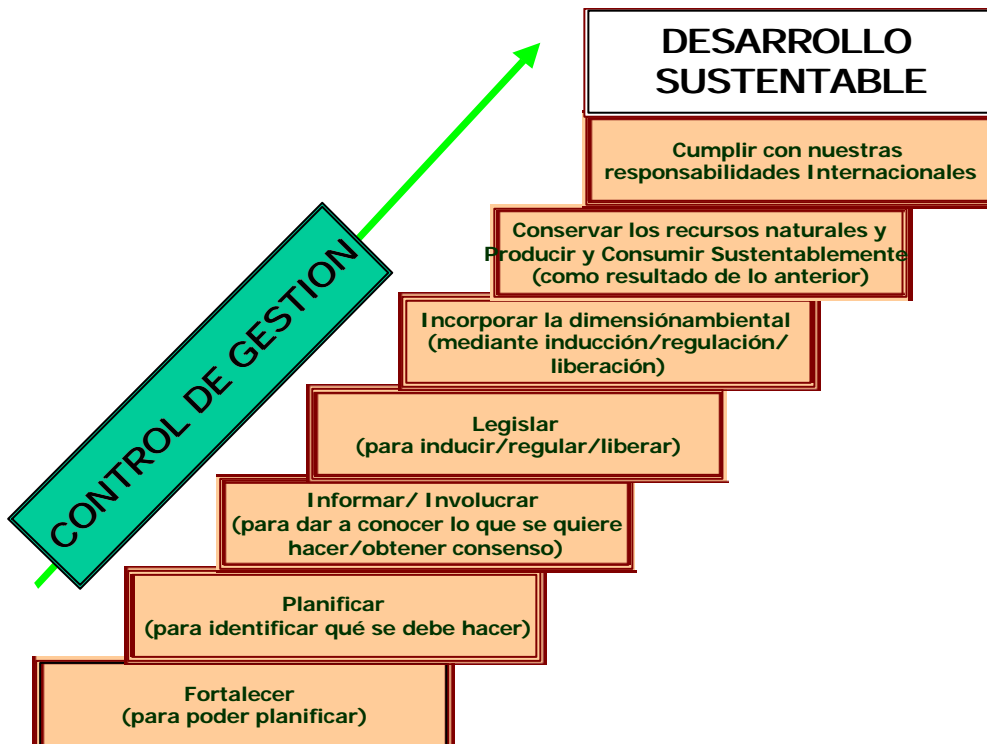 DESARROLLO
SUSTENTABLE
Cumplir con nuestras
responsabilidades Internacionales
Conservar los recursos naturales y
Producir y Consumir Sustentablemente
(como resultado de lo anterior)
Incorporar la dimensiónambiental
(mediante inducción/regulación/
liberación)
Legislar
(para inducir/regular/liberar)
Informar/ Involucrar
(para dar a conocer lo que se quiere
hacer/obtener consenso)
Planificar
(para identificar qué se debe hacer)
Fortalecer
(para poder planificar)
CONTROL DE GESTION